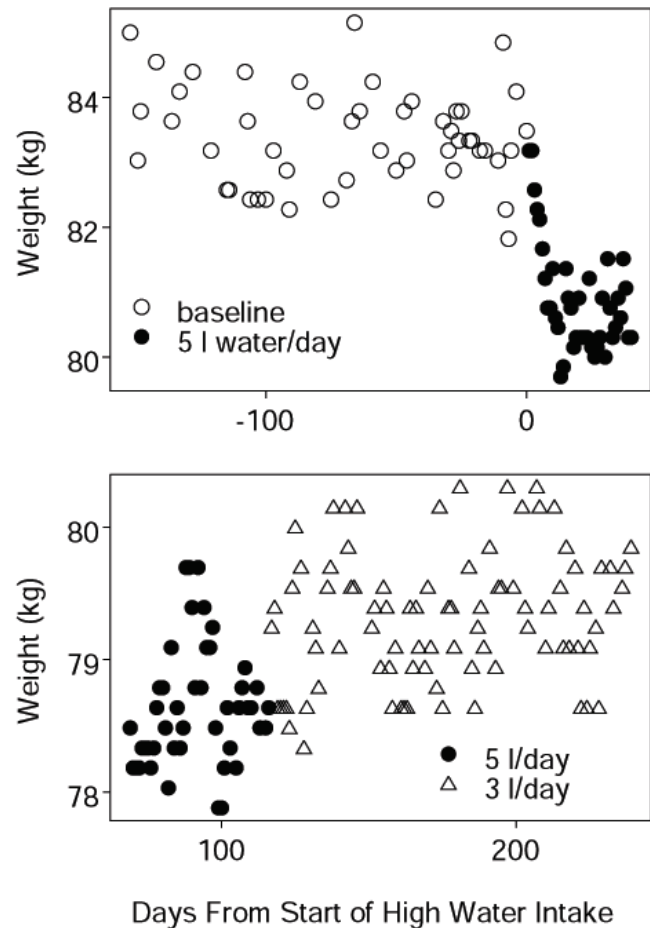 Weight (kg)
84
82
80
baseline
5 l water/day
-100
0
Weight (kg)
80
79
78
5 l/day
3 l/day
100
200
Days From Start of High Water Intake